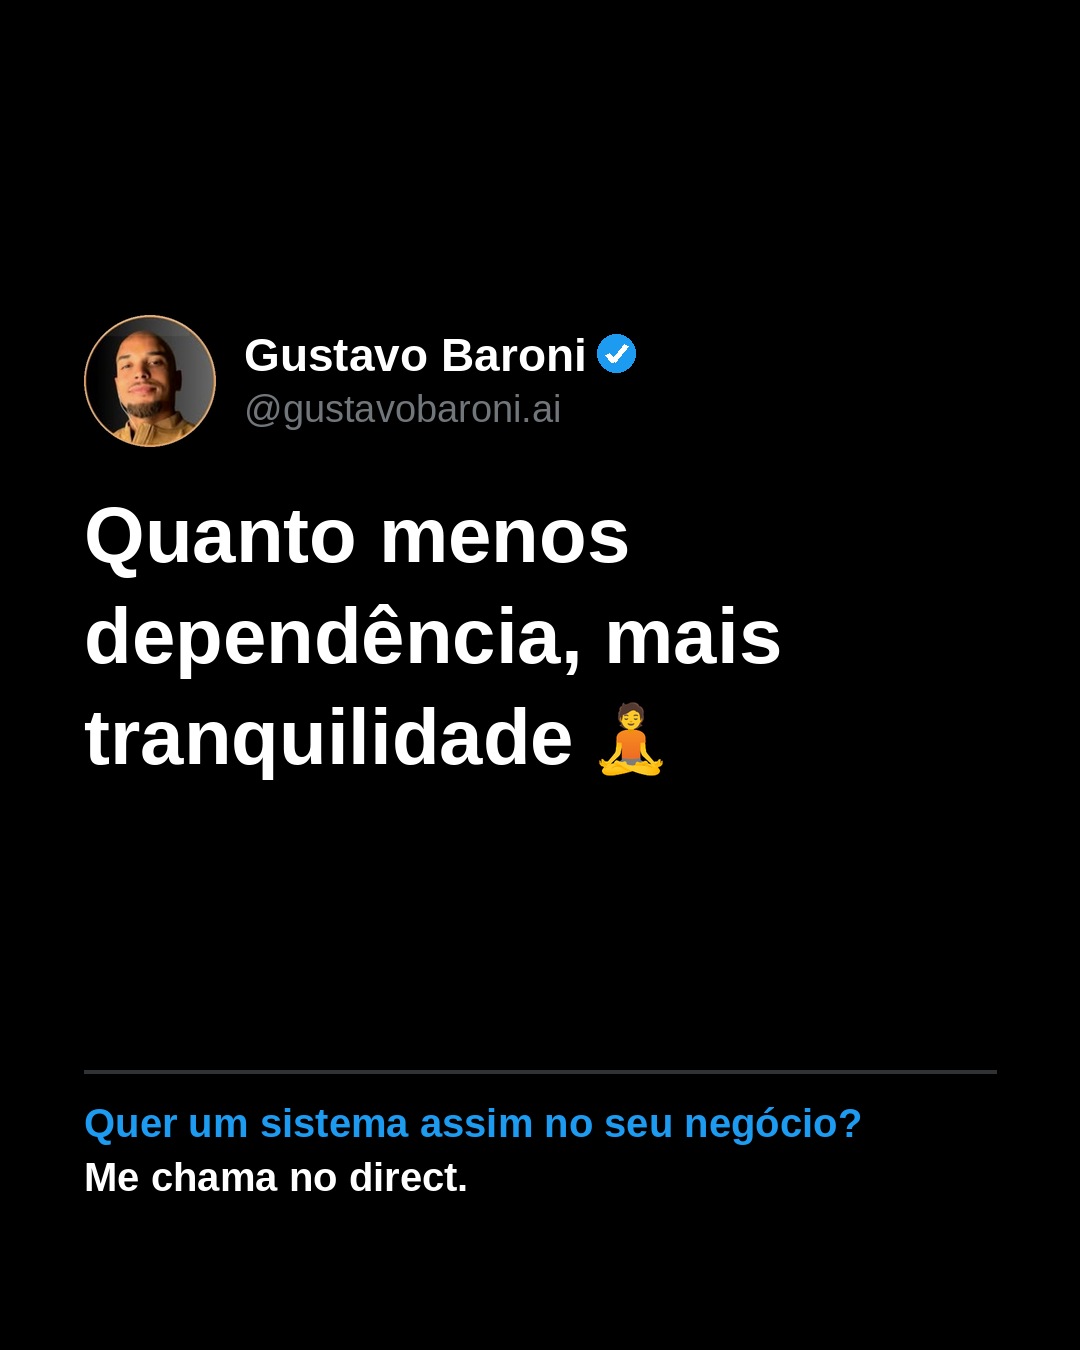 Gustavo Baroni
@gustavobaroni.ai
Quanto menos
dependência, mais
tranquilidade 🧘
Quer um sistema assim no seu negócio?
Me chama no direct.